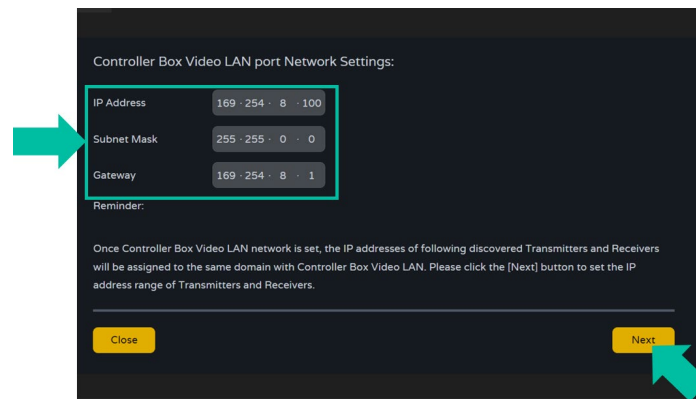 Controller Box Video LAN port Network Settings:
IP Address 169 · 254 · 8 · 100
Subnet Mask 255 · 255 · 0 · 0
Gateway 169 · 254 · 8 · 1
Reminder:
Once Controller Box Video LAN network is set, the IP addresses of following discovered Transmitters and Receivers
will be assigned to the same domain with Controller Box Video LAN. Please click the [Next] button to set the IP
address range of Transmitters and Receivers.
Close Next